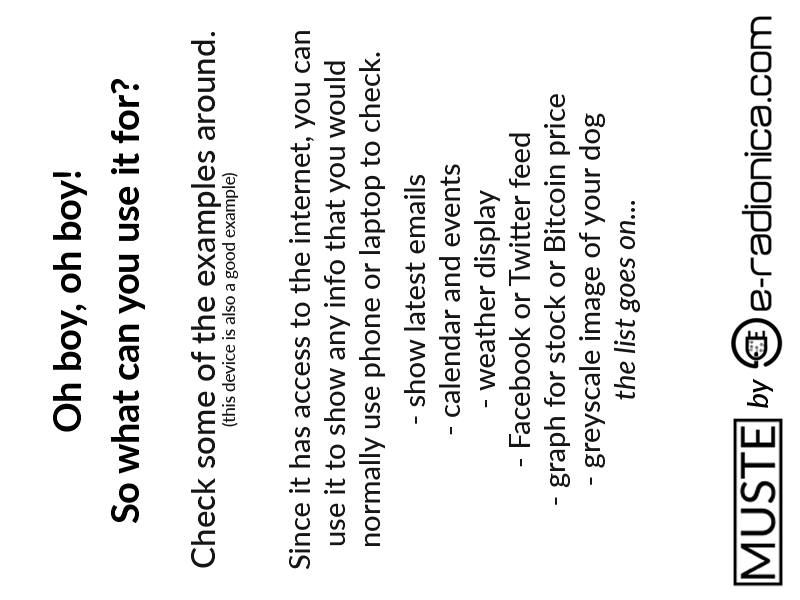 Oh boy, oh boy!
So what can you use it for?
Check some of the examples around.
(this device is also a good example)
Since it has access to the internet, you can
use it to show any info that you would
normally use phone or laptop to check.
- show latest emails
- calendar and events
- weather display
- Facebook or Twitter feed
- graph for stock or Bitcoin price
- greyscale image of your dog
the list goes on...
MUSTE by e-radionica.com